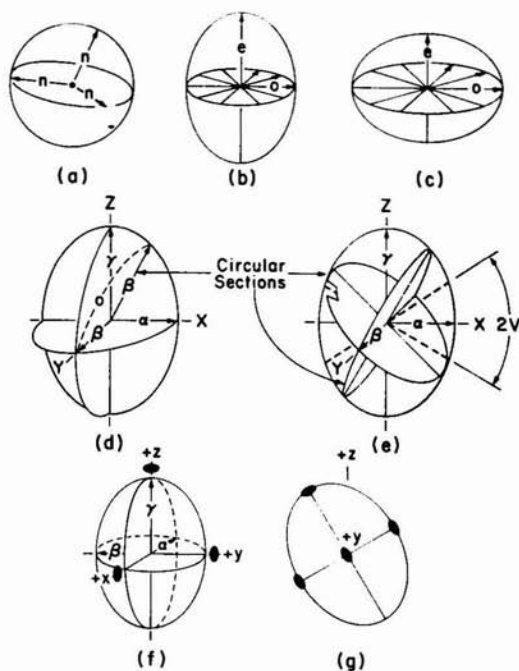 n
n
n
(a)
e
o
(b)
e
o
(c)
Z
γ
o
β
β
α
X
Y
(d)
Circular
Sections
Z
γ
β
α
X
2V
Y
(e)
+z
γ
β
α
+x
+y
(f)
+z
+y
(g)